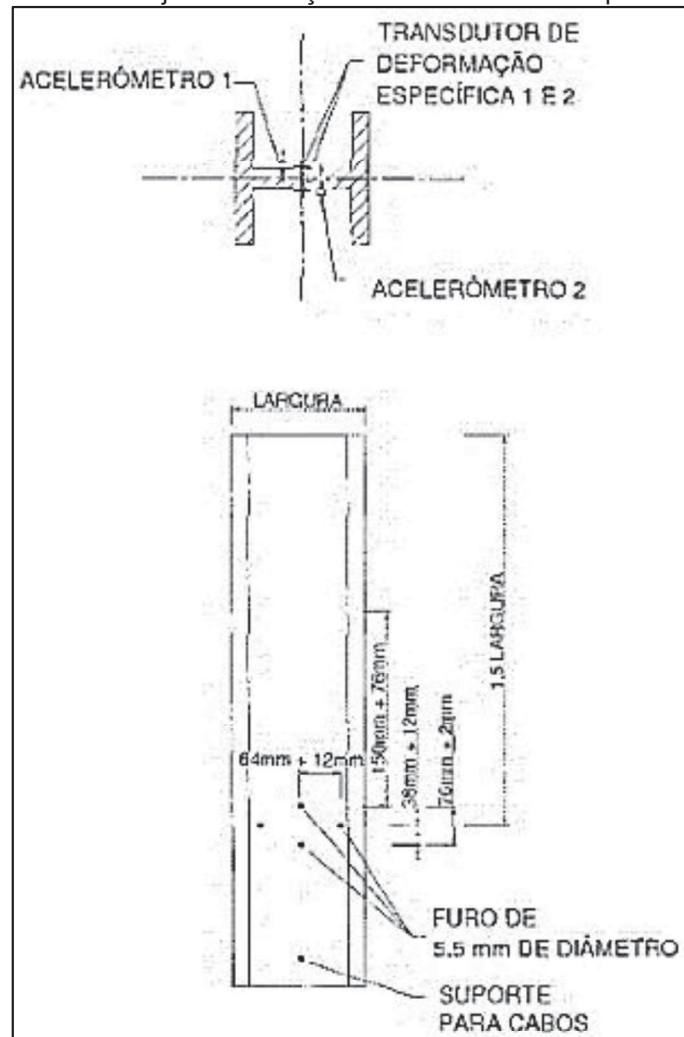 TRANSDUTOR DE
DEFORMAÇÃO
ESPECÍFICA 1 E 2
ACELERÔMETRO 1
ACELERÔMETRO 2
LARGURA
1.5 LARGURA
150mm + 76mm
38mm + 12mm
76mm + 2mm
64mm + 12mm
FURO DE
5.5 mm DE DIÂMETRO
SUPORTE
PARA CABOS